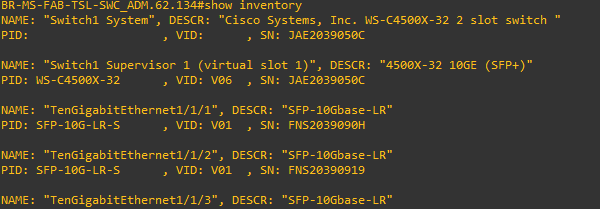 BR-MS-FAB-TSL-SWC_ADM.62.134#show inventory
NAME: "Switch1 System", DESCR: "Cisco Systems, Inc. WS-C4500X-32 2 slot switch "
PID:                   , VID:      , SN: JAE2039050C
NAME: "Switch1 Supervisor 1 (virtual slot 1)", DESCR: "4500X-32 10GE (SFP+)"
PID: WS-C4500X-32      , VID: V06  , SN: JAE2039050C
NAME: "TenGigabitEthernet1/1/1", DESCR: "SFP-10Gbase-LR"
PID: SFP-10G-LR-S      , VID: V01  , SN: FNS2039090H
NAME: "TenGigabitEthernet1/1/2", DESCR: "SFP-10Gbase-LR"
PID: SFP-10G-LR-S      , VID: V01  , SN: FNS20390919
NAME: "TenGigabitEthernet1/1/3", DESCR: "SFP-10Gbase-LR"